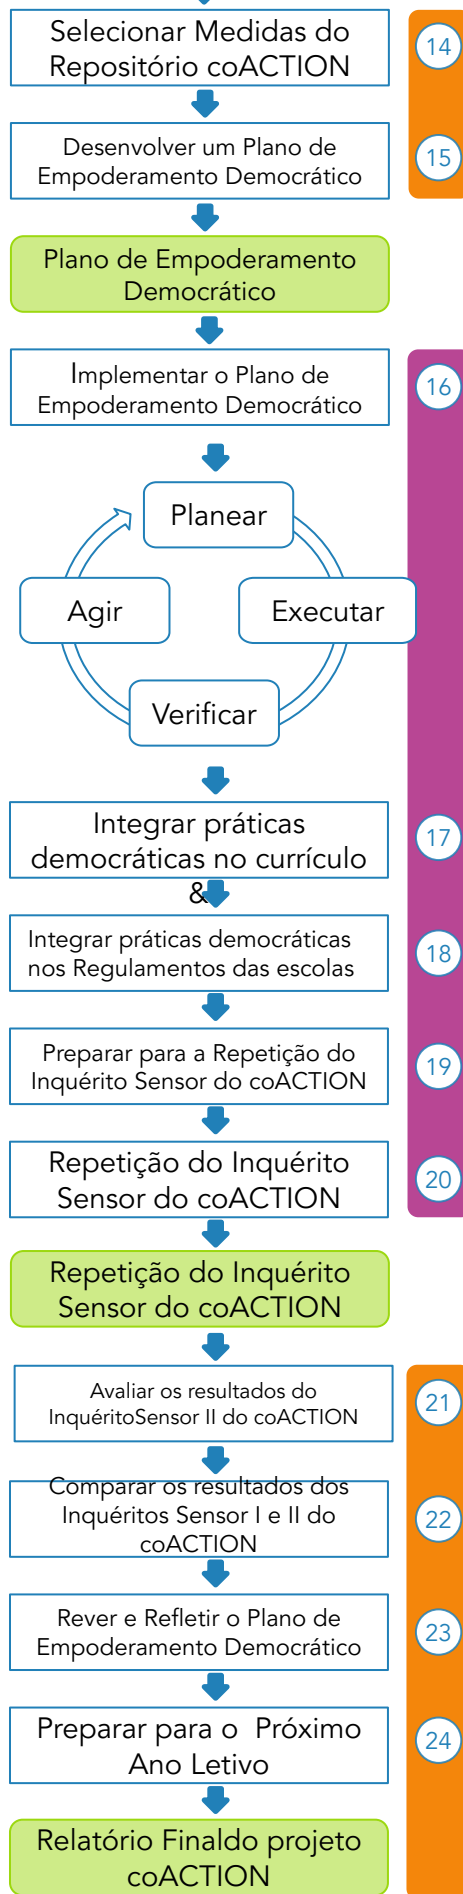 Selecionar Medidas do
Repositório coACTION
14
Desenvolver um Plano de
Empoderamento Democrático
15
Plano de Empoderamento
Democrático
Implementar o Plano de
Empoderamento Democrático
16
Planear
Agir
Executar
Verificar
Integrar práticas
democráticas no currículo
&
17
Integrar práticas democráticas
nos Regulamentos das escolas
18
Preparar para a Repetição do
Inquérito Sensor do coACTION
19
Repetição do Inquérito
Sensor do coACTION
20
Repetição do Inquérito
Sensor do coACTION
Avaliar os resultados do
InquéritoSensor II do coACTION
21
Comparar os resultados dos
Inquéritos Sensor I e II do
coACTION
22
Rever e Refletir o Plano de
Empoderamento Democrático
23
Preparar para o Próximo
Ano Letivo
24
Relatório Finaldo projeto
coACTION